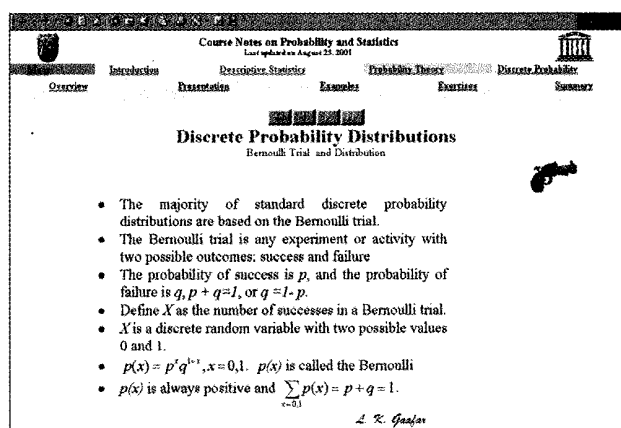 Course Notes on Probability and Statistics
Last updated on August 25, 2001
Introduction Descriptive Statistics Probability Theory Discrete Probability
Overview Presentation Examples Exercises Summary
Discrete Probability Distributions
Bernoulli Trial and Distribution
• The majority of standard discrete probability
distributions are based on the Bernoulli trial.
• The Bernoulli trial is any experiment or activity with
two possible outcomes: success and failure
• The probability of success is p, and the probability of
failure is q, p + q=1, or q =1- p.
• Define X as the number of successes in a Bernoulli trial.
• X is a discrete random variable with two possible values
0 and 1.
• p(x) = pˣq¹⁻ˣ, x = 0,1. p(x) is called the Bernoulli
• p(x) is always positive and ∑ p(x) = p + q = 1.
x=0,1
L. K. Gaafar